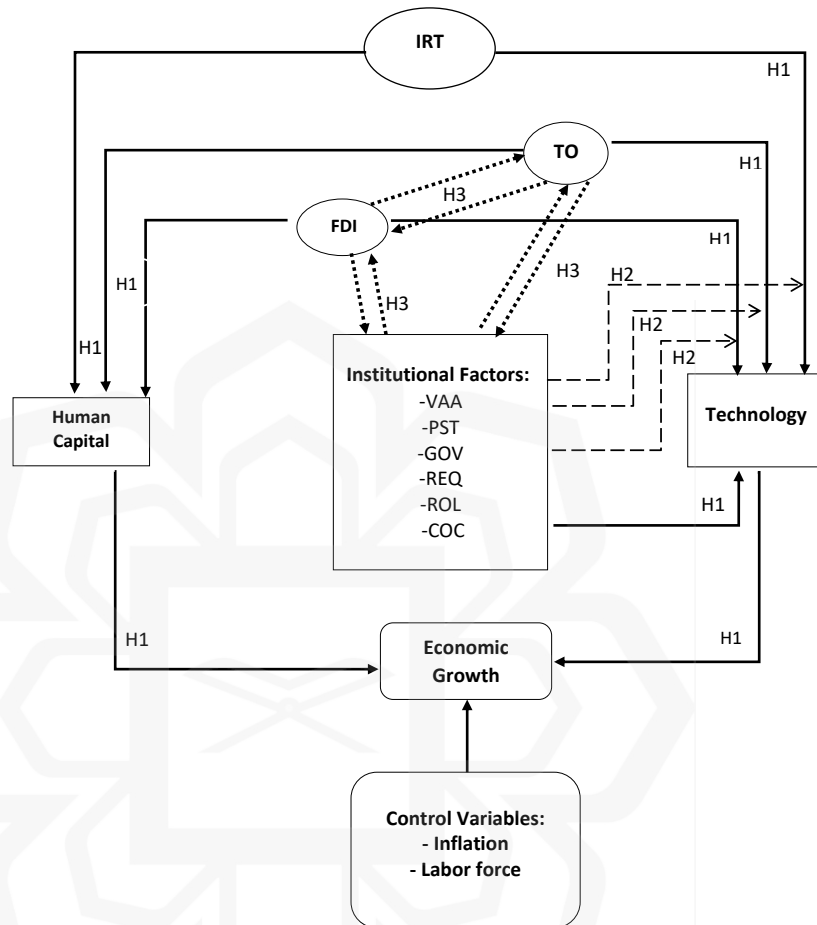 IRT
H1
TO
H1
H3
FDI
H1
H3
H2
H1
H3
H2
H1
H2
Institutional Factors:
-VAA
-PST
-GOV
-REQ
-ROL
-COC
Human
Capital
Technology
H1
H1
H1
Economic
Growth
Control Variables:
- Inflation
- Labor force